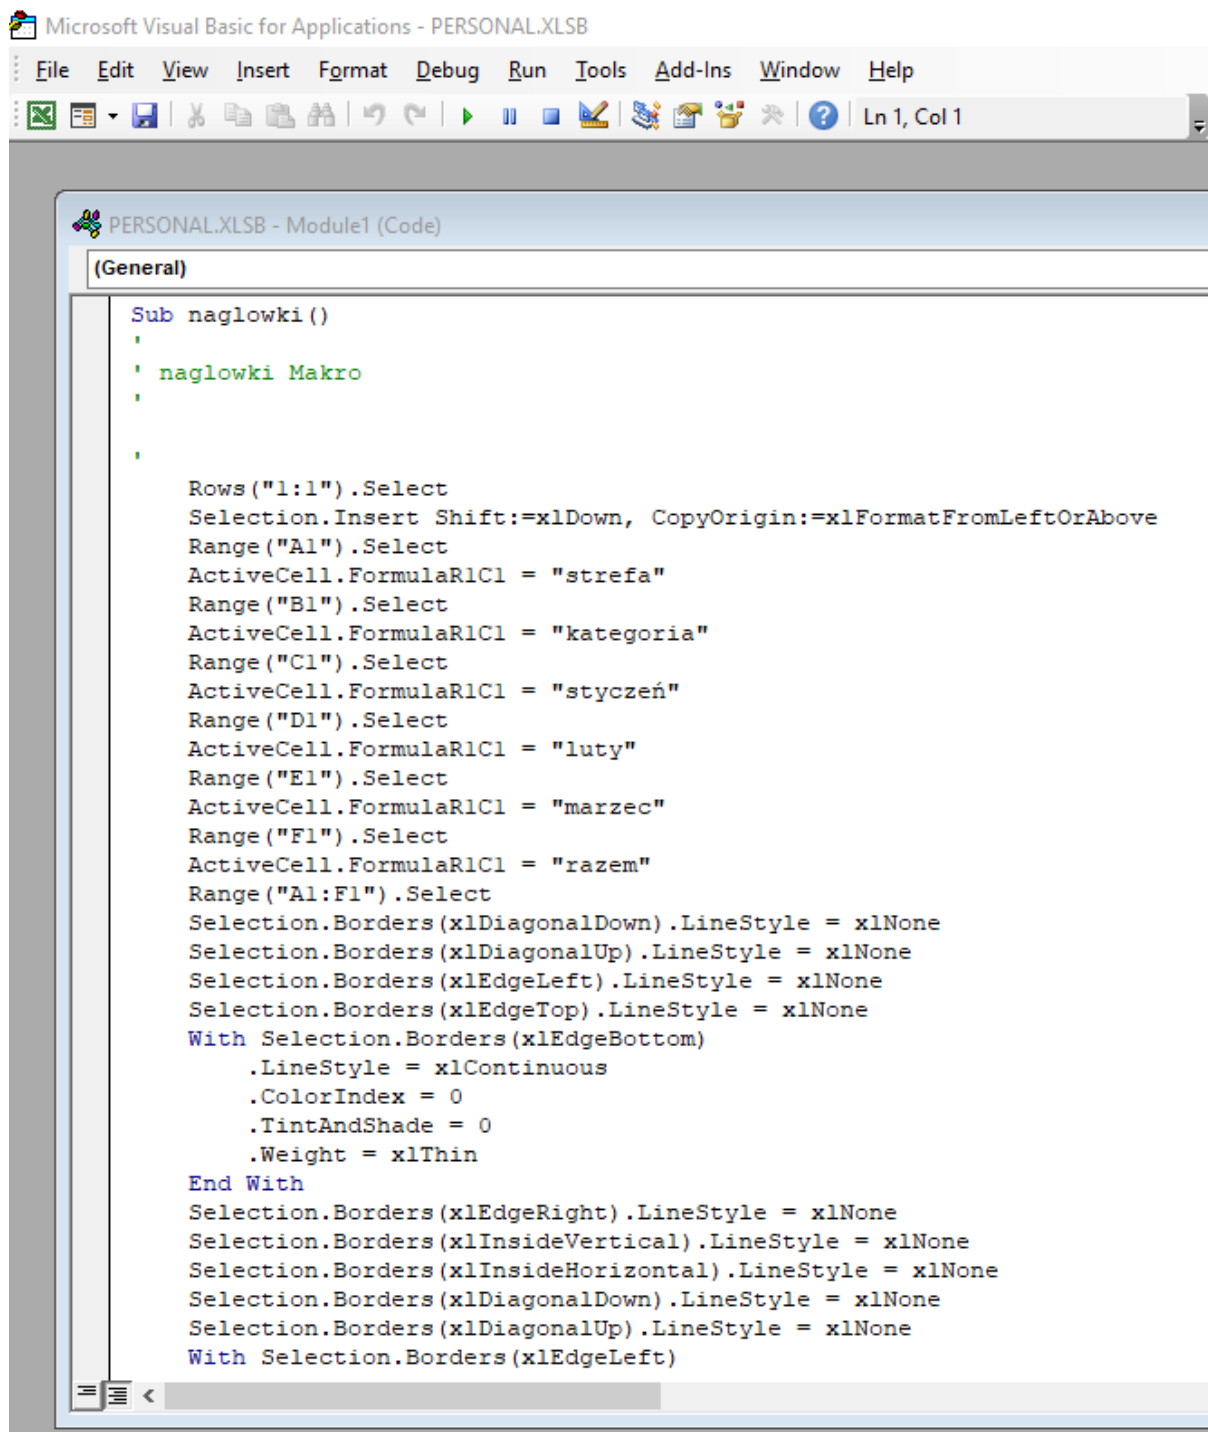 Microsoft Visual Basic for Applications - PERSONAL.XLSB
File Edit View Insert Format Debug Run Tools Add-Ins Window Help
Ln 1, Col 1
PERSONAL.XLSB - Module1 (Code)
(General)
Sub naglowki()
'
' naglowki Makro
'
'
Rows("1:1").Select
Selection.Insert Shift:=xlDown, CopyOrigin:=xlFormatFromLeftOrAbove
Range("A1").Select
ActiveCell.FormulaR1C1 = "strefa"
Range("B1").Select
ActiveCell.FormulaR1C1 = "kategoria"
Range("C1").Select
ActiveCell.FormulaR1C1 = "styczeń"
Range("D1").Select
ActiveCell.FormulaR1C1 = "luty"
Range("E1").Select
ActiveCell.FormulaR1C1 = "marzec"
Range("F1").Select
ActiveCell.FormulaR1C1 = "razem"
Range("A1:F1").Select
Selection.Borders(xlDiagonalDown).LineStyle = xlNone
Selection.Borders(xlDiagonalUp).LineStyle = xlNone
Selection.Borders(xlEdgeLeft).LineStyle = xlNone
Selection.Borders(xlEdgeTop).LineStyle = xlNone
With Selection.Borders(xlEdgeBottom)
.LineStyle = xlContinuous
.ColorIndex = 0
.TintAndShade = 0
.Weight = xlThin
End With
Selection.Borders(xlEdgeRight).LineStyle = xlNone
Selection.Borders(xlInsideVertical).LineStyle = xlNone
Selection.Borders(xlInsideHorizontal).LineStyle = xlNone
Selection.Borders(xlDiagonalDown).LineStyle = xlNone
Selection.Borders(xlDiagonalUp).LineStyle = xlNone
With Selection.Borders(xlEdgeLeft)